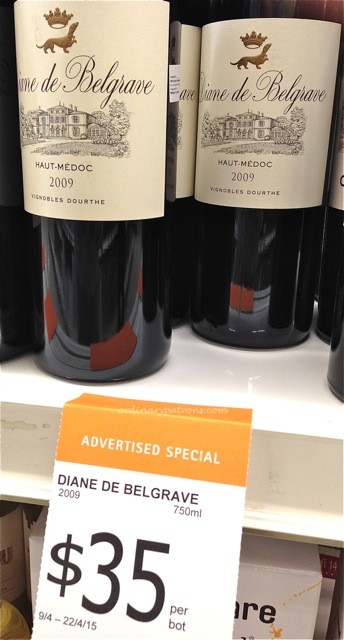 Diane de Belgrave
HAUT-MÉDOC
2009
VIGNOBLES DOURTHE
Diane de Belgrave
HAUT-MÉDOC
2009
VIGNOBLES DOURTHE
ordinarypatrons.com
ADVERTISED SPECIAL
DIANE DE BELGRAVE
2009
750ml
$35 per
bot
9/4 – 22/4/15
are